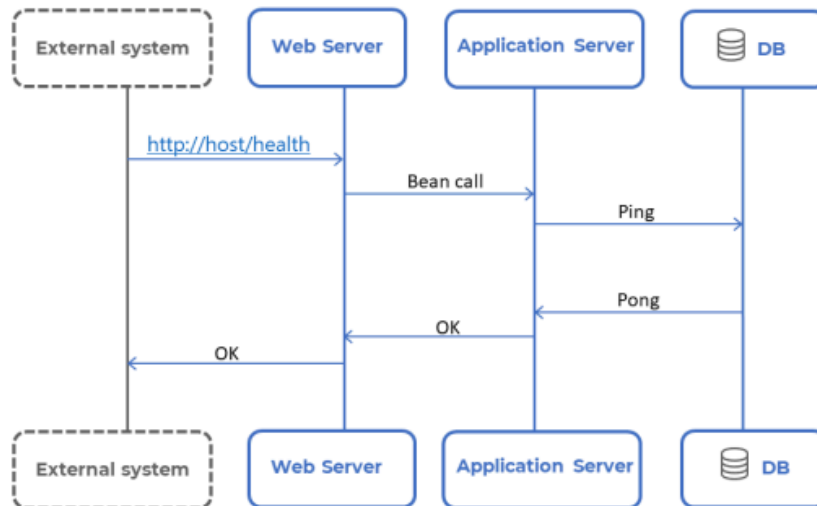 External system
Web Server
Application Server
DB
http://host/health
Bean call
Ping
Pong
OK
OK
External system
Web Server
Application Server
DB